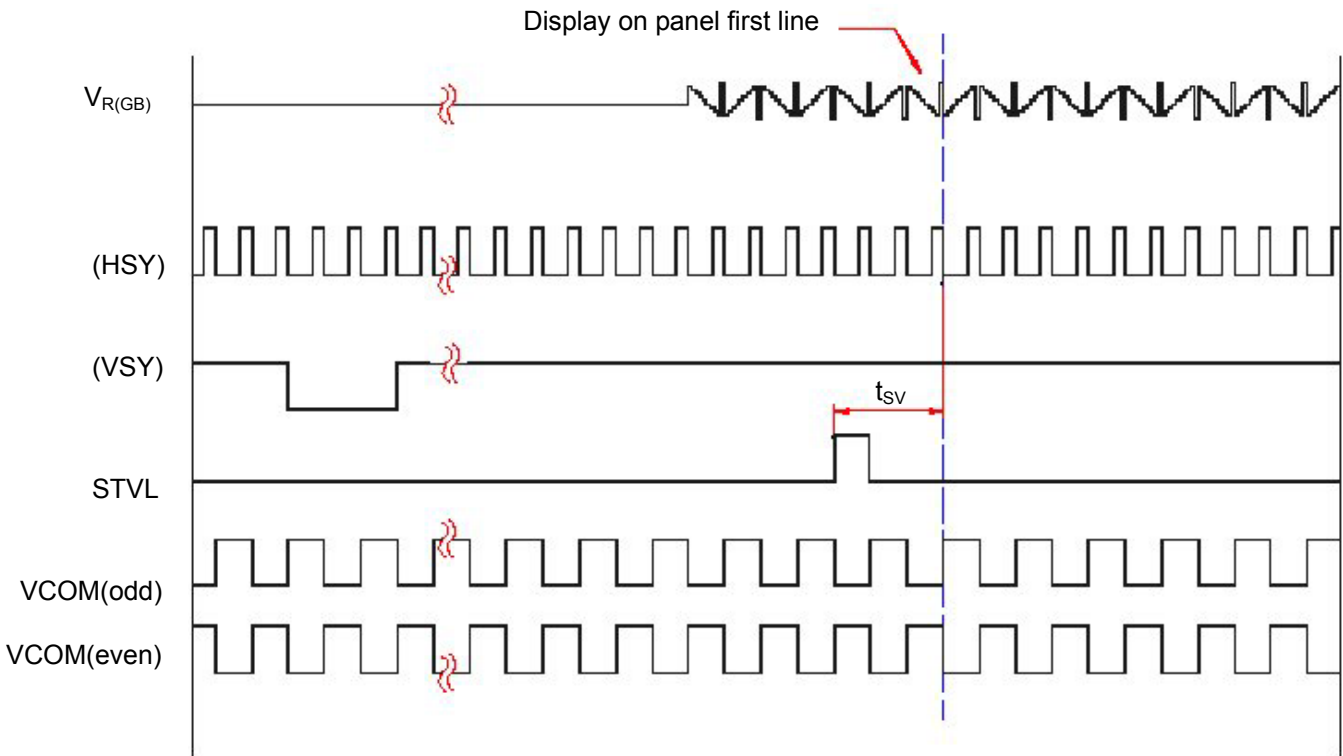 Display on panel first line
VR(GB)
(HSY)
(VSY)
tSV
STVL
VCOM(odd)
VCOM(even)